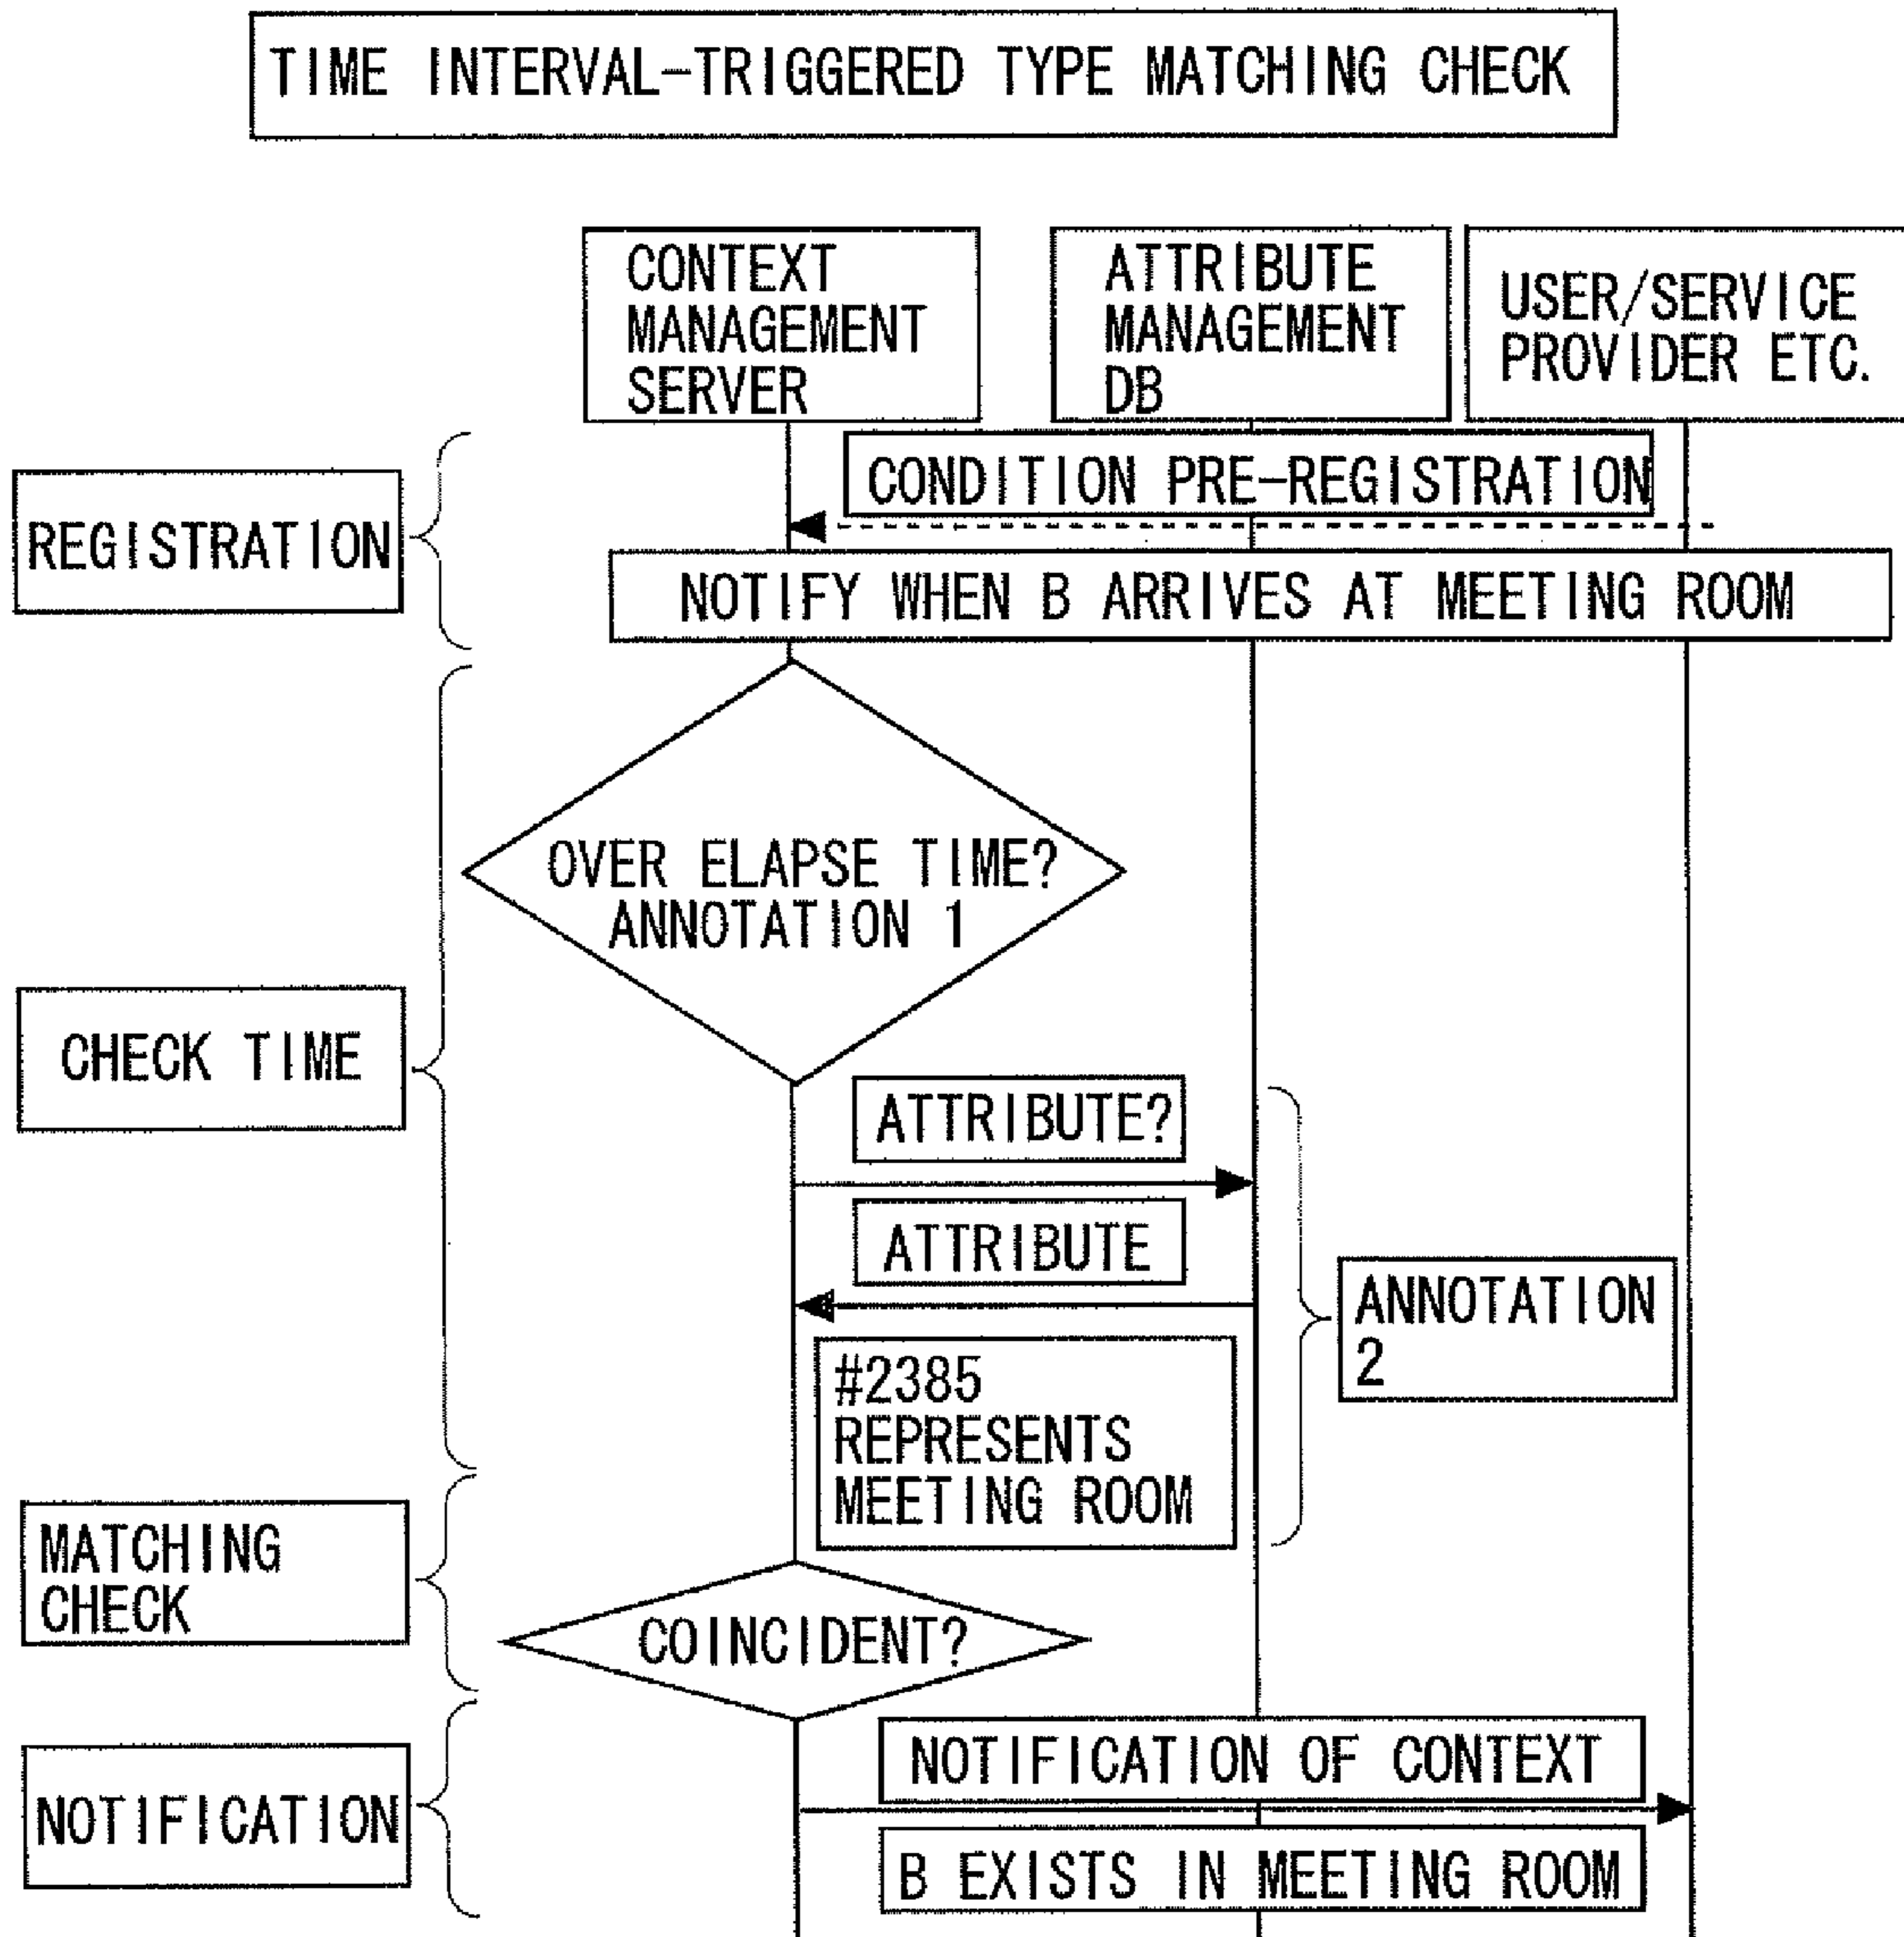 TIME INTERVAL-TRIGGERED TYPE MATCHING CHECK
CONTEXT
MANAGEMENT
SERVER
ATTRIBUTE
MANAGEMENT
DB
USER/SERVICE
PROVIDER ETC.
CONDITION PRE-REGISTRATION
REGISTRATION
NOTIFY WHEN B ARRIVES AT MEETING ROOM
OVER ELAPSE TIME?
ANNOTATION 1
CHECK TIME
ATTRIBUTE?
ATTRIBUTE
ANNOTATION
2
#2385
REPRESENTS
MEETING ROOM
MATCHING
CHECK
COINCIDENT?
NOTIFICATION OF CONTEXT
NOTIFICATION
B EXISTS IN MEETING ROOM